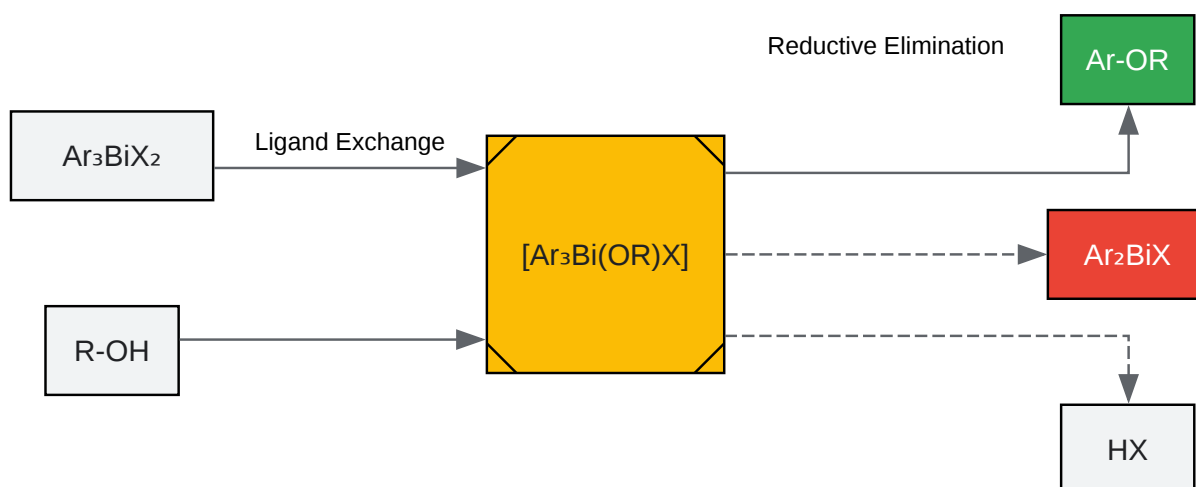 Reductive Elimination
Ar-OR
Ar₃BiX₂
Ligand Exchange
[Ar₃Bi(OR)X]
Ar₂BiX
R-OH
HX